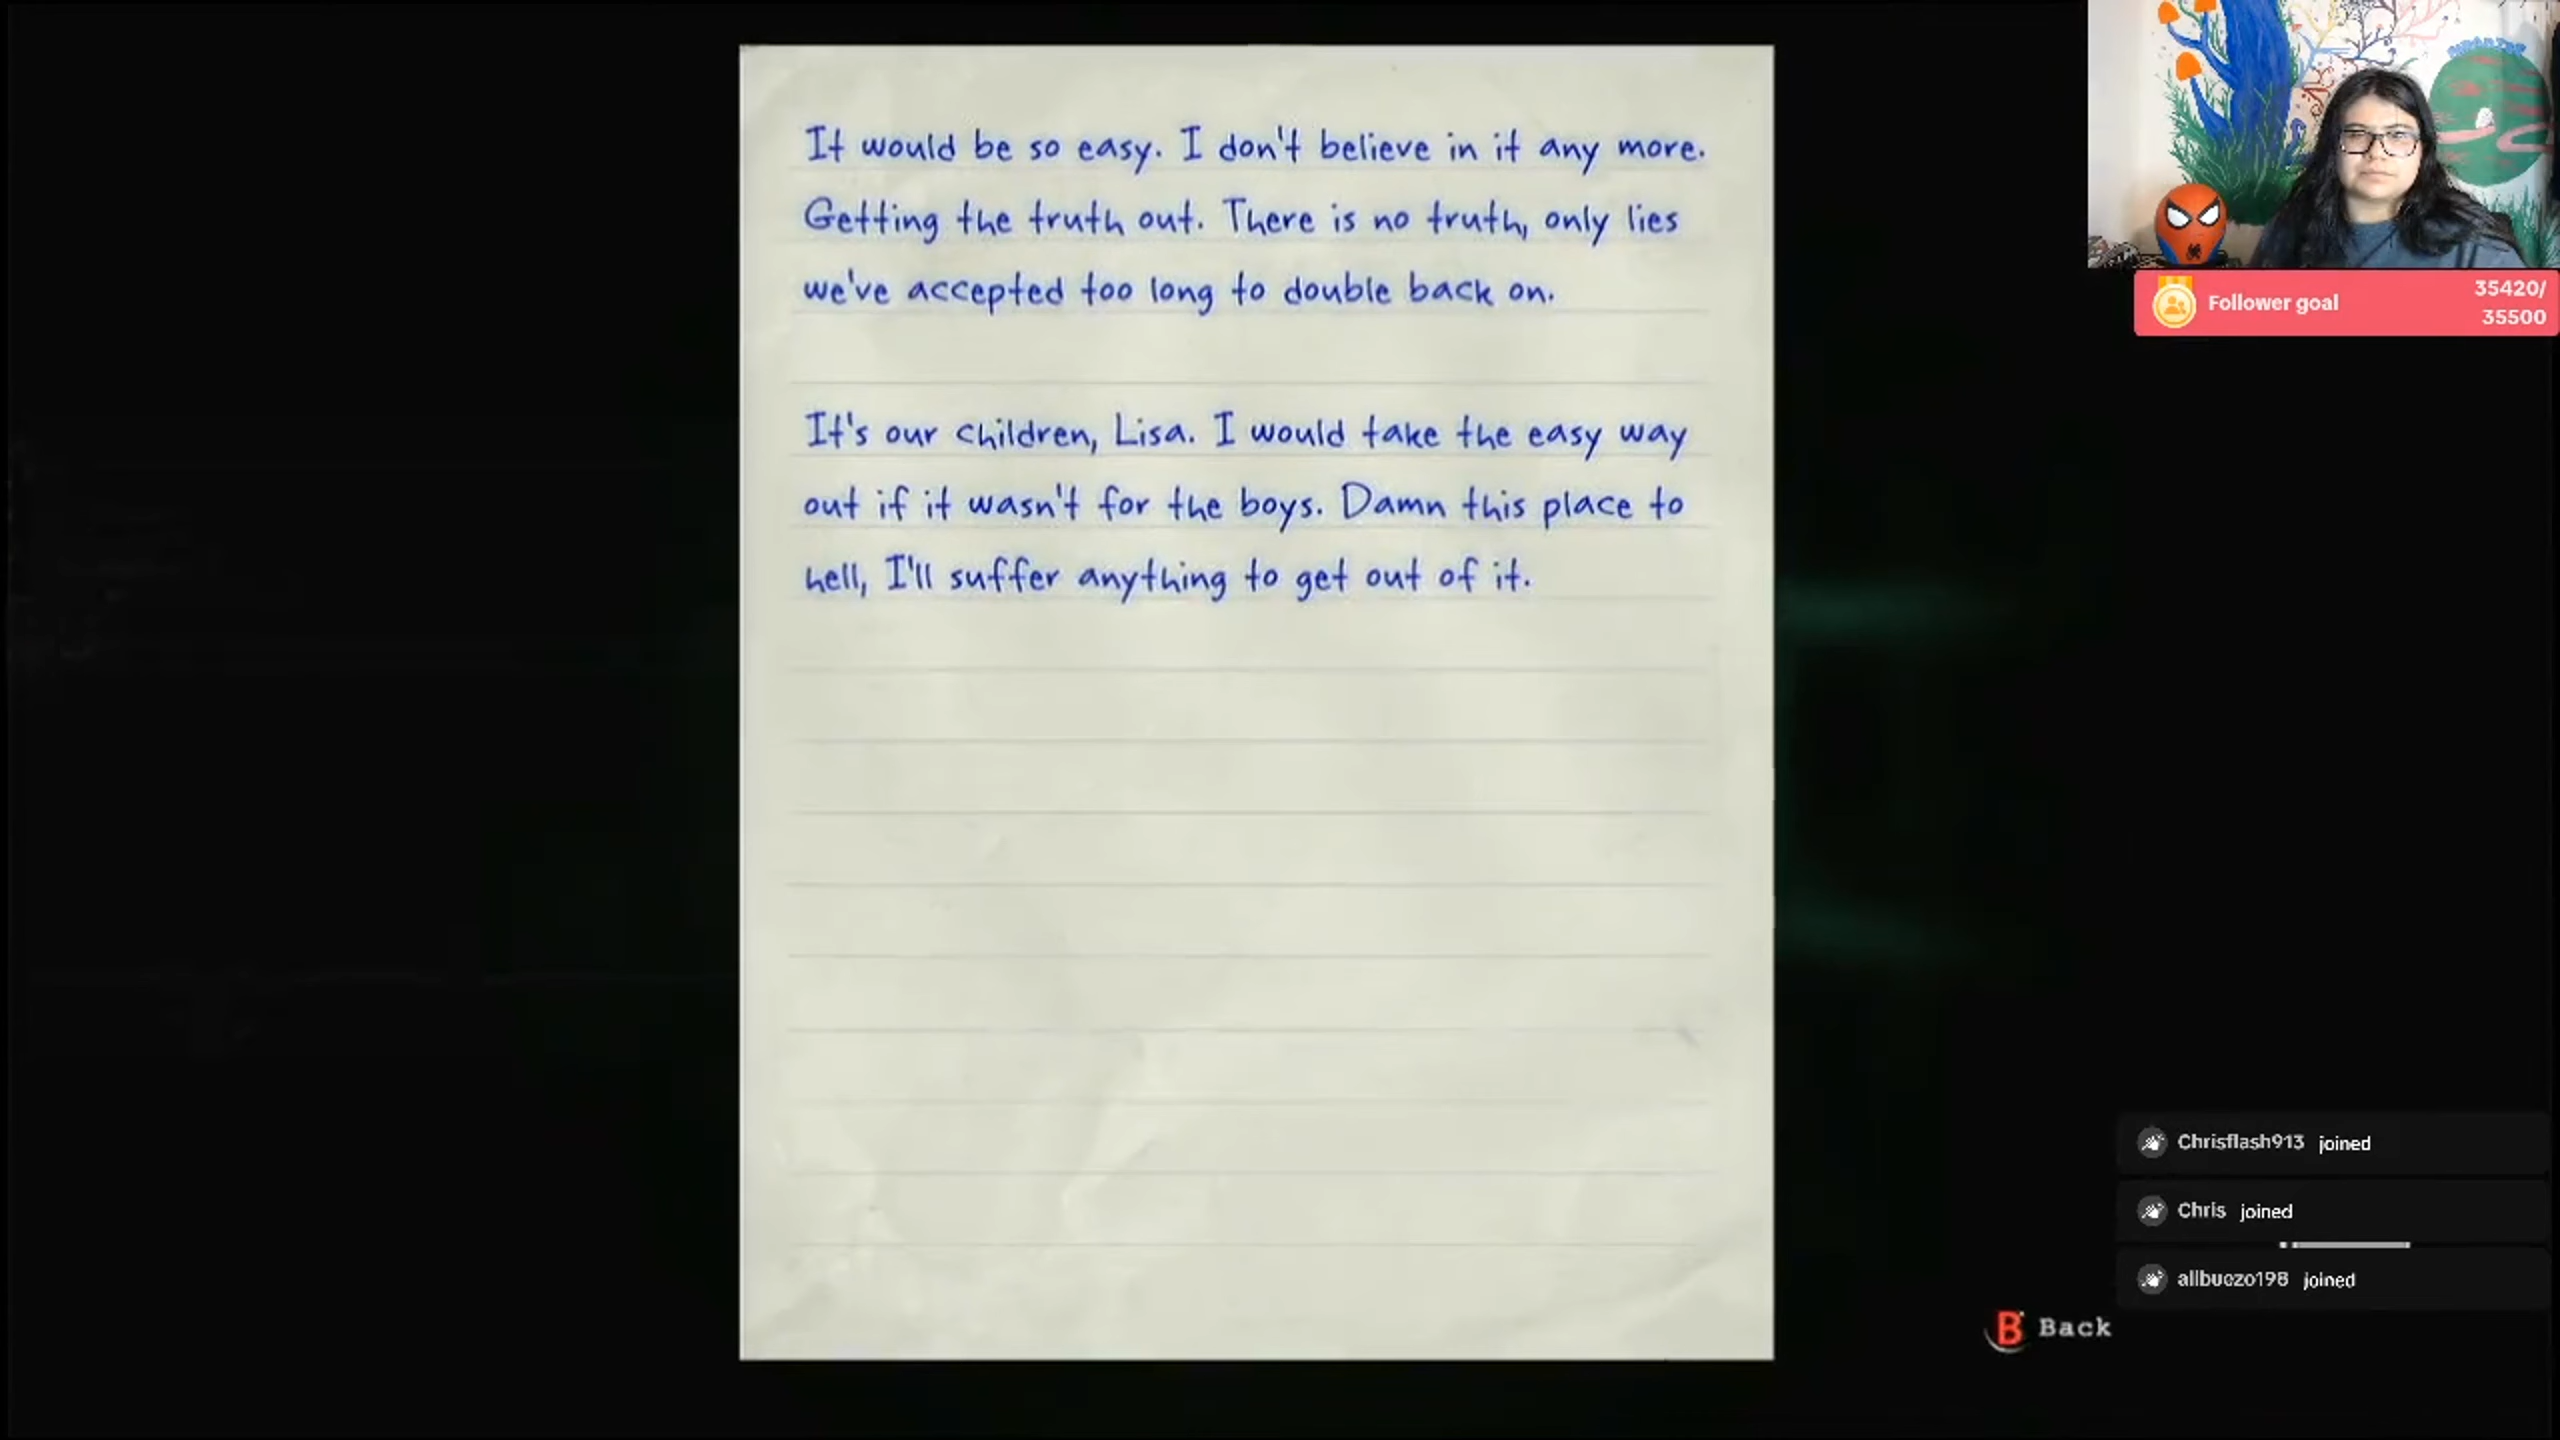 It would be so easy. I don't believe in it any more.
Getting the truth out. There is no truth, only lies
we've accepted too long to double back on.
It's our children, Lisa. I would take the easy way
out if it wasn't for the boys. Damn this place to
hell, I'll suffer anything to get out of it.
Follower goal
35420/
35500
Chrisflash913 joined
Chris joined
allbuezo198 joined
B Back